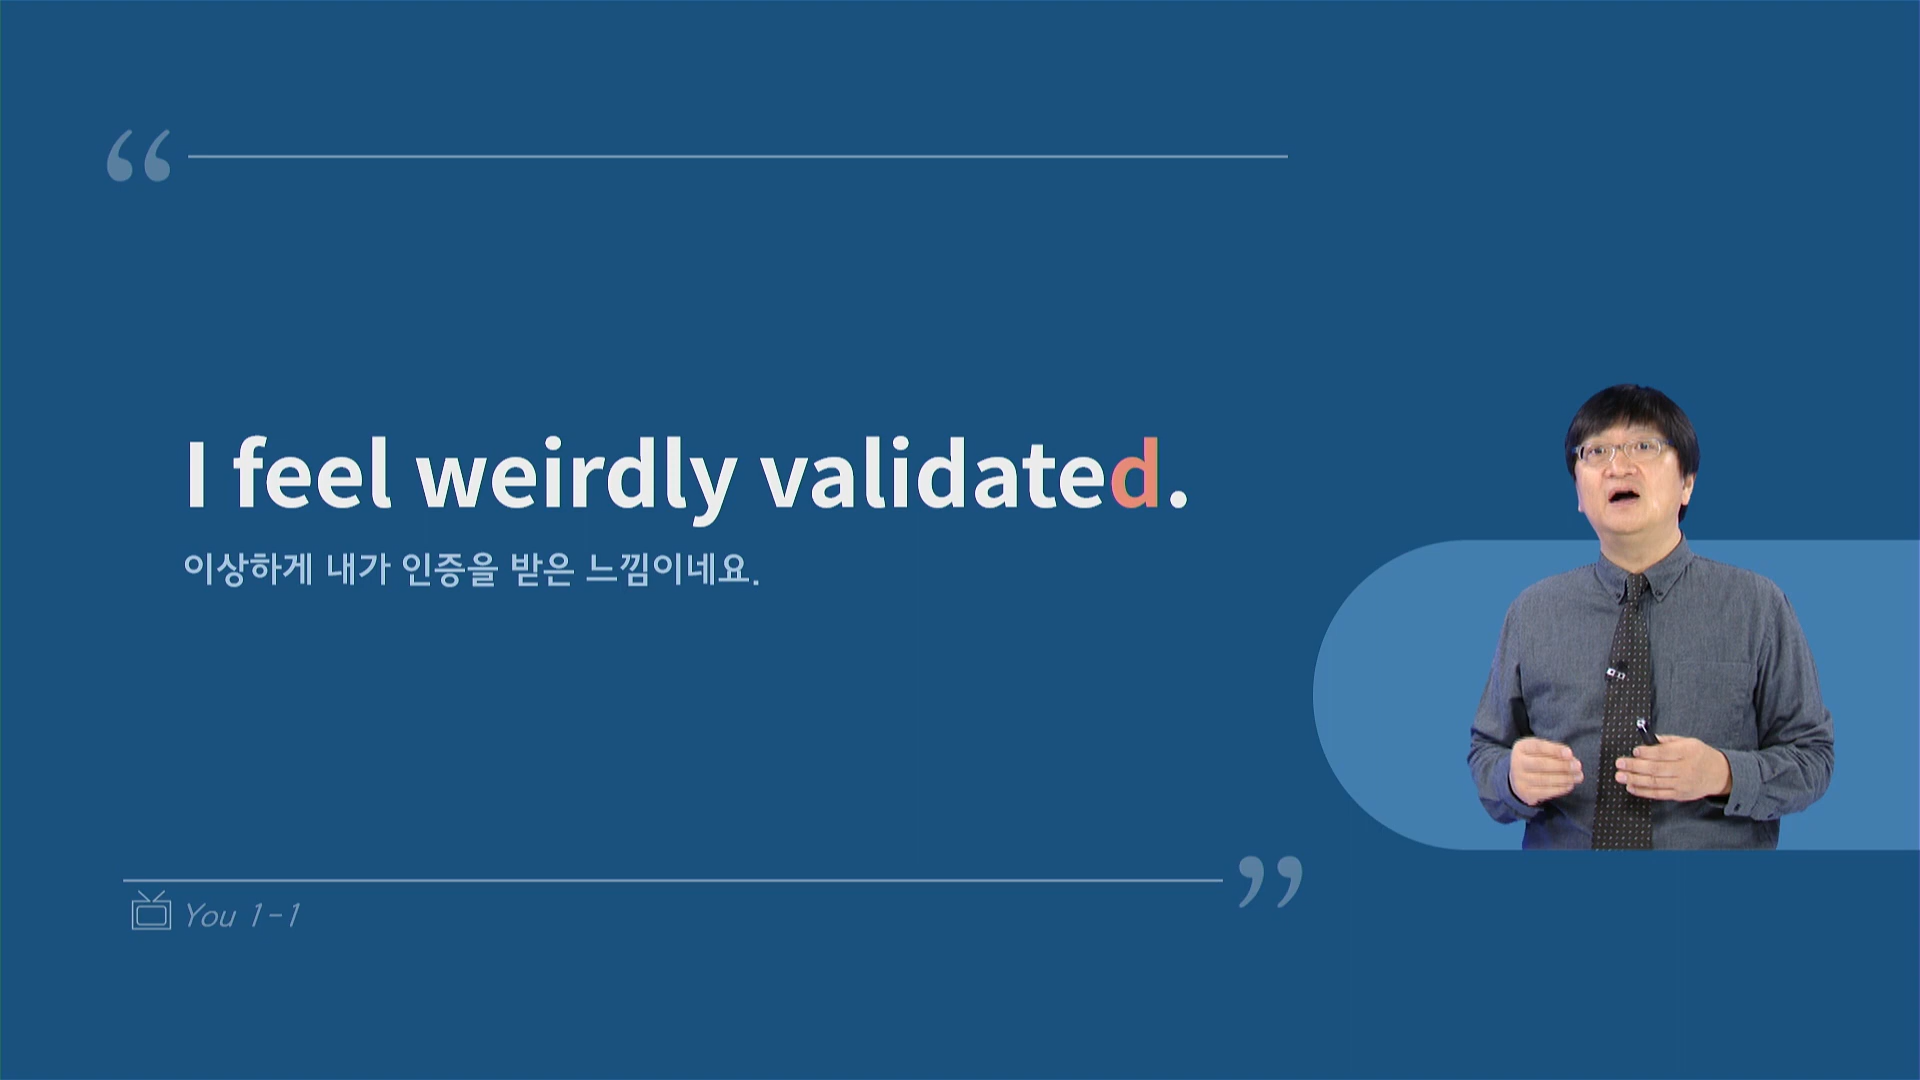 “
I feel weirdly validated.
이상하게 내가 인증을 받은 느낌이네요.
”
You 1-1